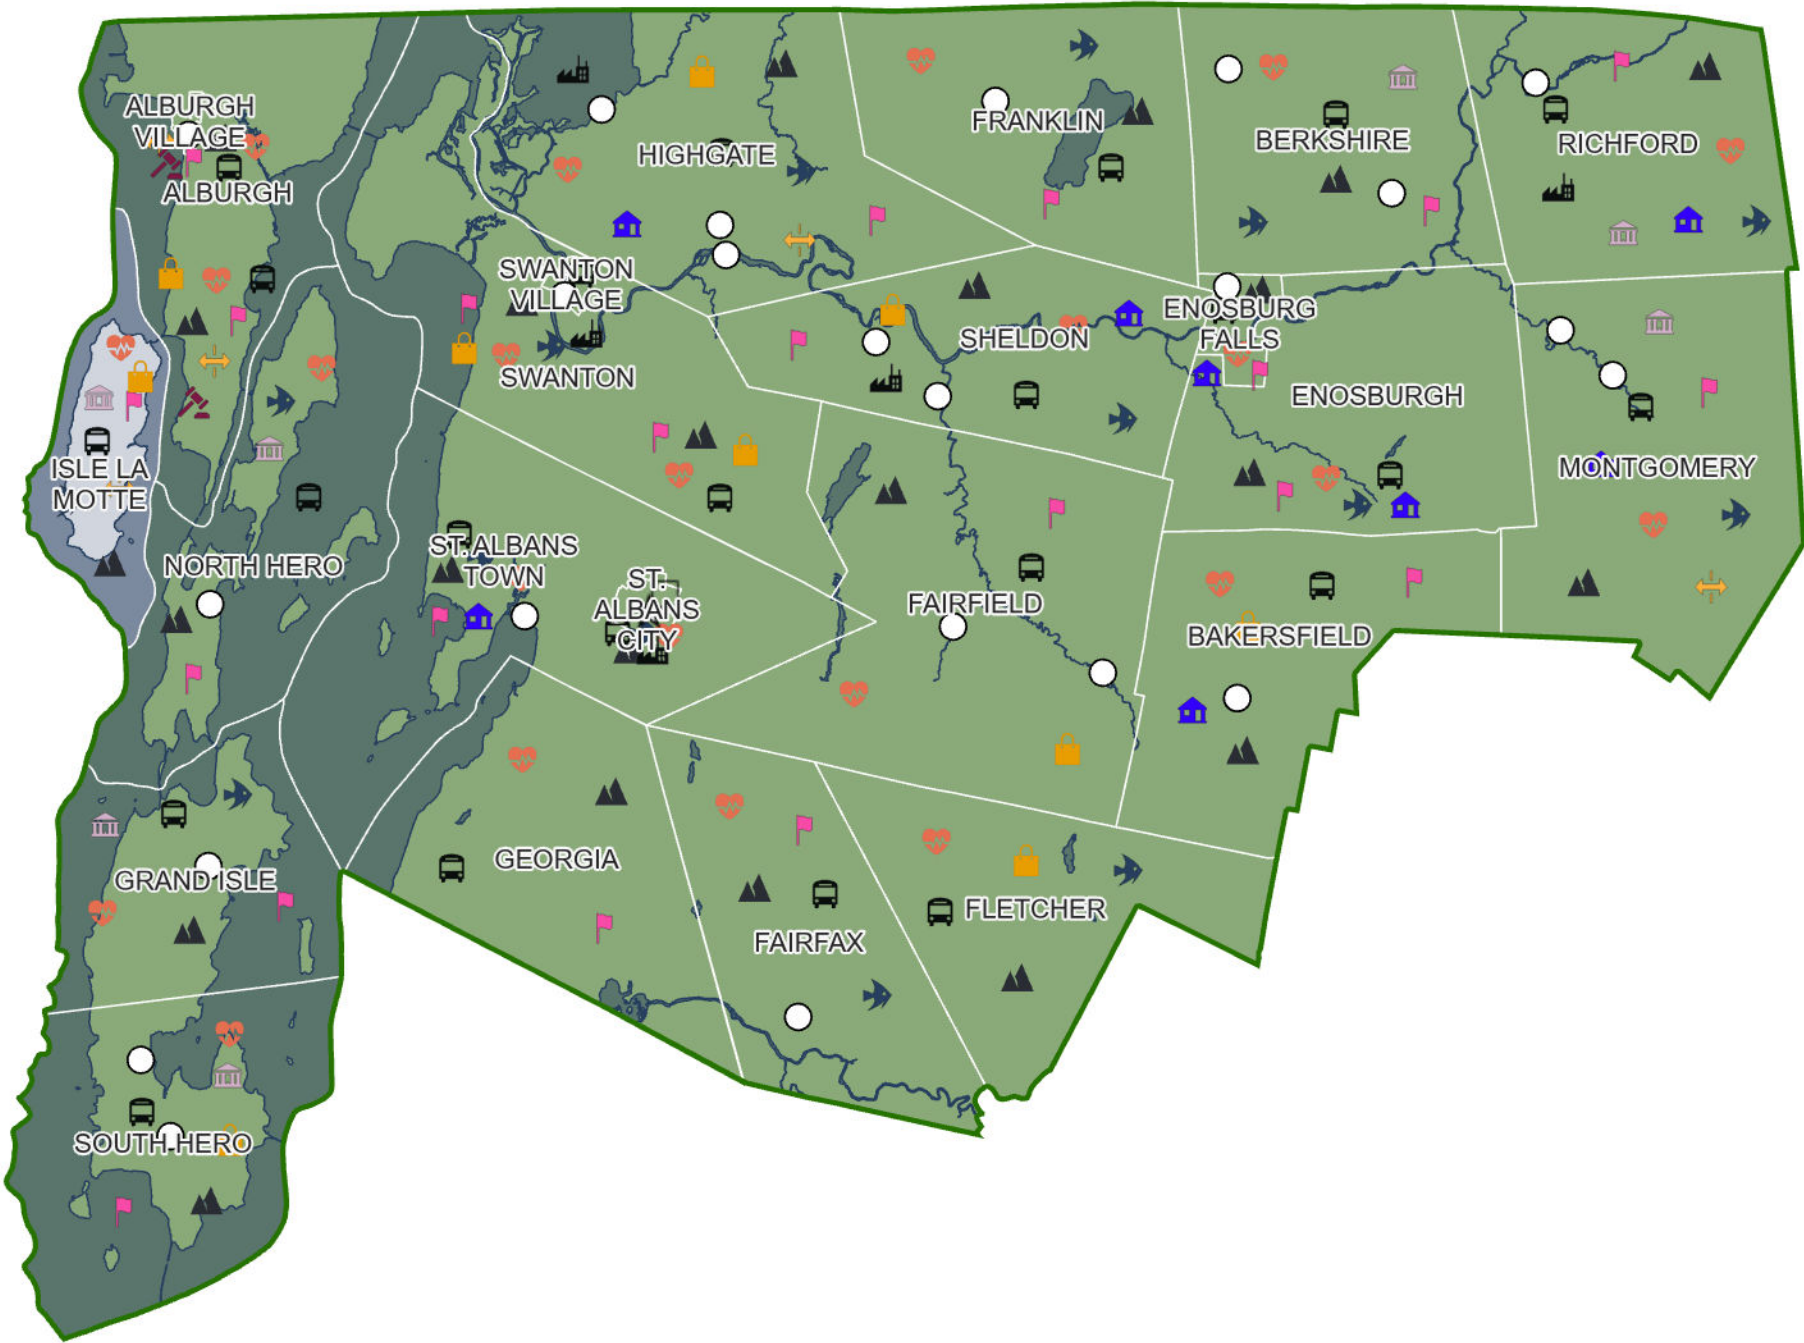 ALBURGH
VILLAGE
ALBURGH
HIGHGATE
FRANKLIN
BERKSHIRE
RICHFORD
SWANTON
VILLAGE
SWANTON
SHELDON
ENOSBURG
FALLS
ENOSBURGH
MONTGOMERY
ISLE LA
MOTTE
NORTH HERO
ST. ALBANS
TOWN
ST.
ALBANS
CITY
FAIRFIELD
BAKERSFIELD
GRAND ISLE
GEORGIA
FAIRFAX
FLETCHER
SOUTH HERO